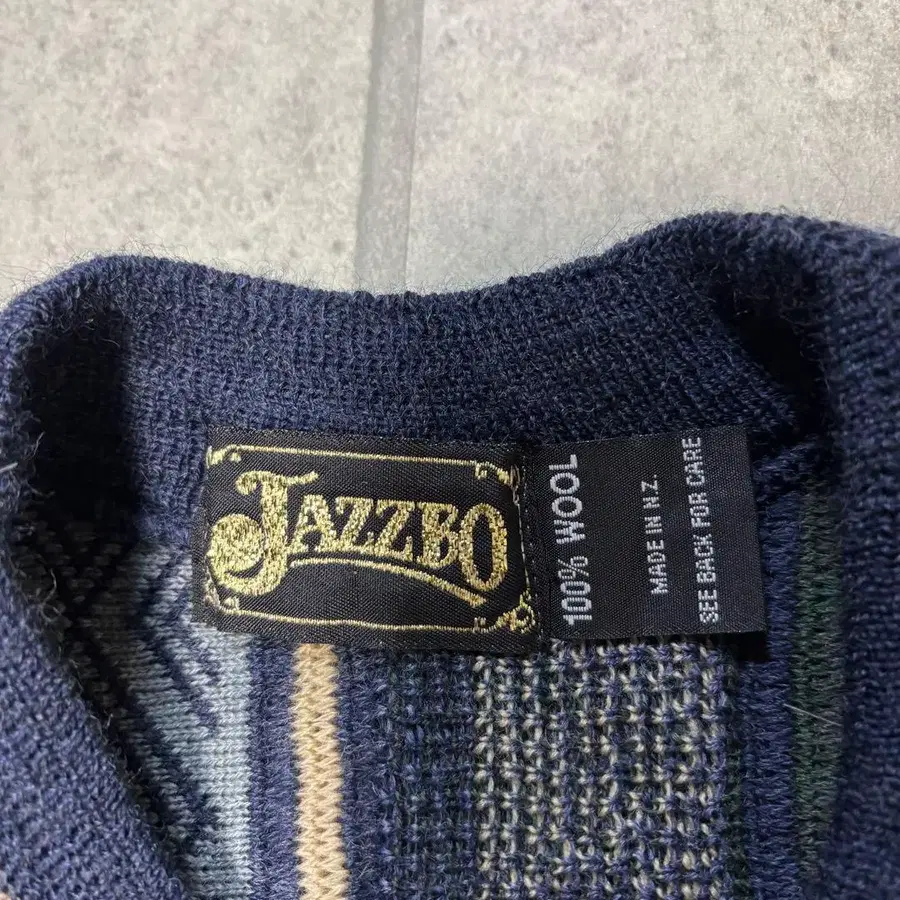 JAZZBO
100% WOOL
MADE IN N.Z.
SEE BACK FOR CARE